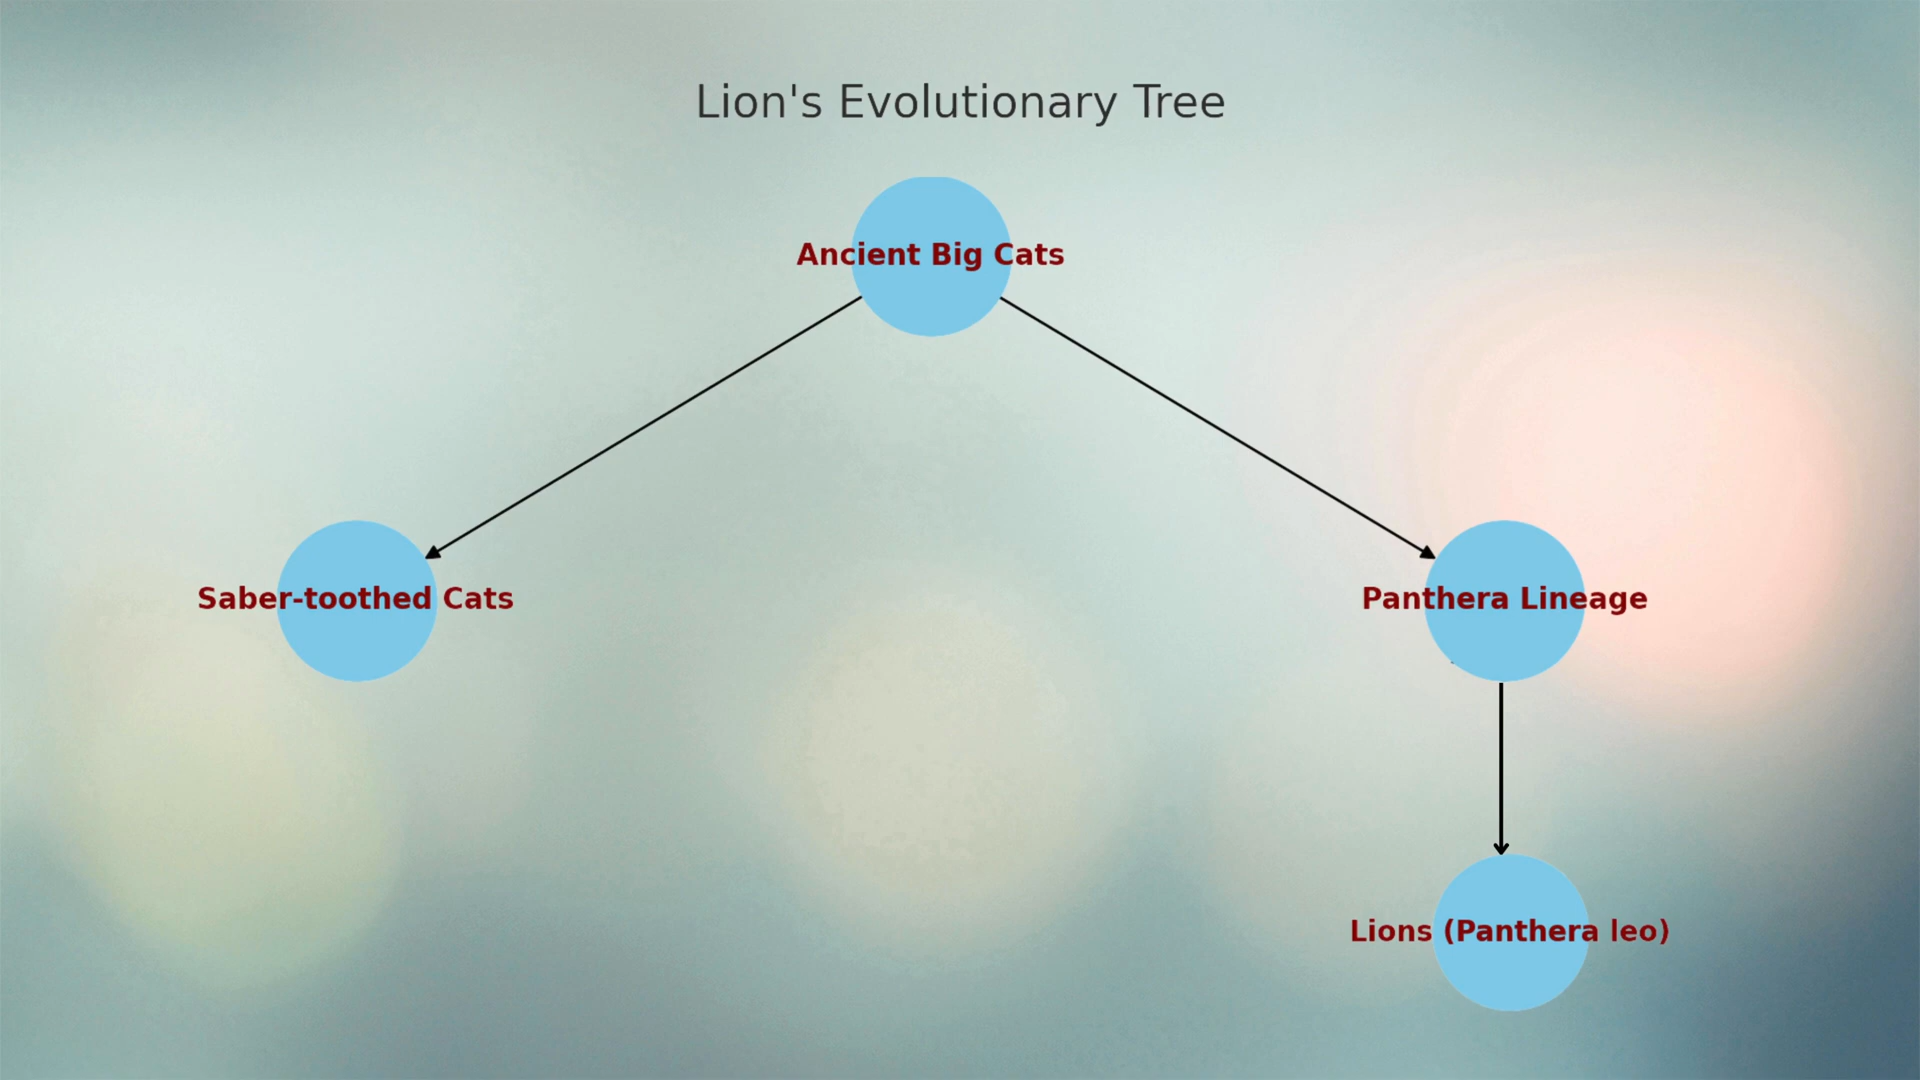 Lion's Evolutionary Tree
Ancient Big Cats
Saber-toothed Cats
Panthera Lineage
Lions (Panthera leo)